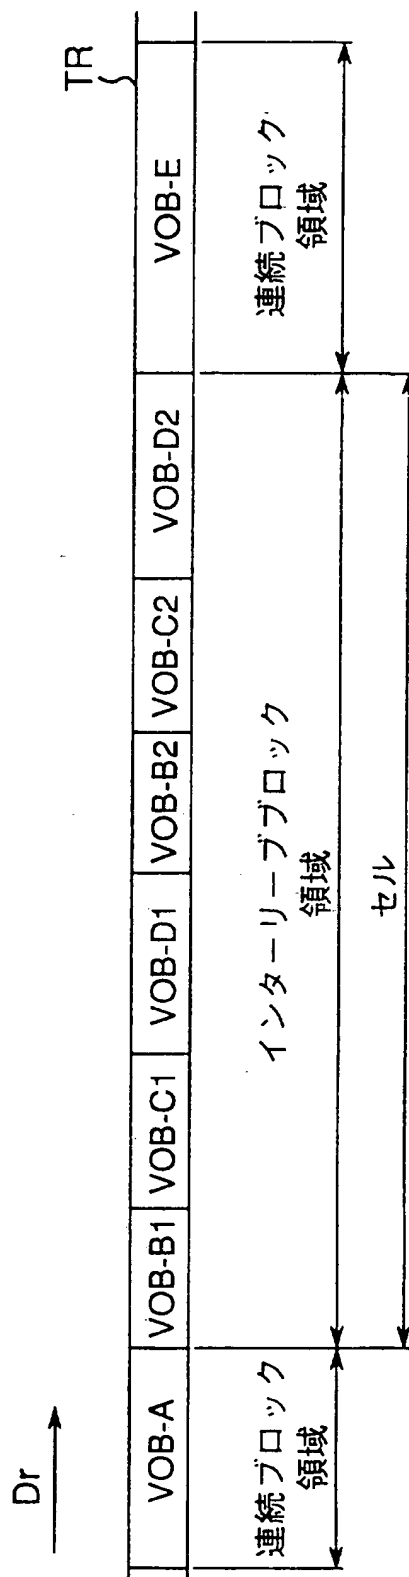 Dr
TR
VOB-A
VOB-B1
VOB-C1
VOB-D1
VOB-B2
VOB-C2
VOB-D2
VOB-E
連続ブロック
領域
インターリーブブロック
領域
連続ブロック
領域
セル